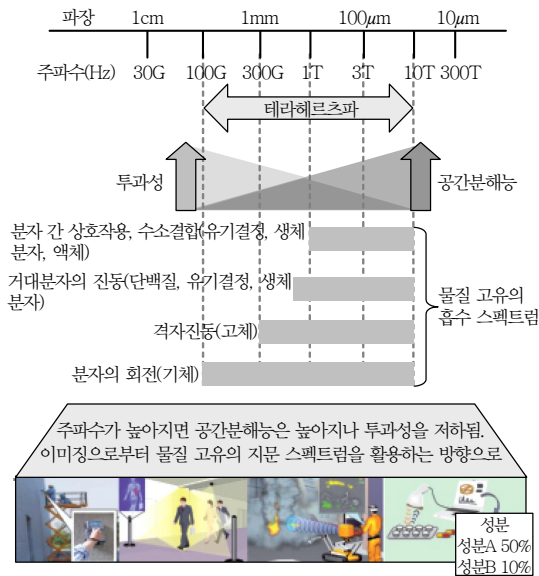 파장 1cm 1mm 100μm 10μm
주파수(Hz) 30G 100G 300G 1T 3T 10T 300T
테라헤르츠파
투과성 공간분해능
분자 간 상호작용, 수소결합(유기결정, 생체
분자, 액체)
거대분자의 진동(단백질, 유기결정, 생체
분자)
격자진동(고체)
분자의 회전(기체)
물질 고유의
흡수 스펙트럼
주파수가 높아지면 공간분해능은 높아지나 투과성을 저하됨.
이미징으로부터 물질 고유의 지문 스펙트럼을 활용하는 방향으로
성분
성분A 50%
성분B 10%